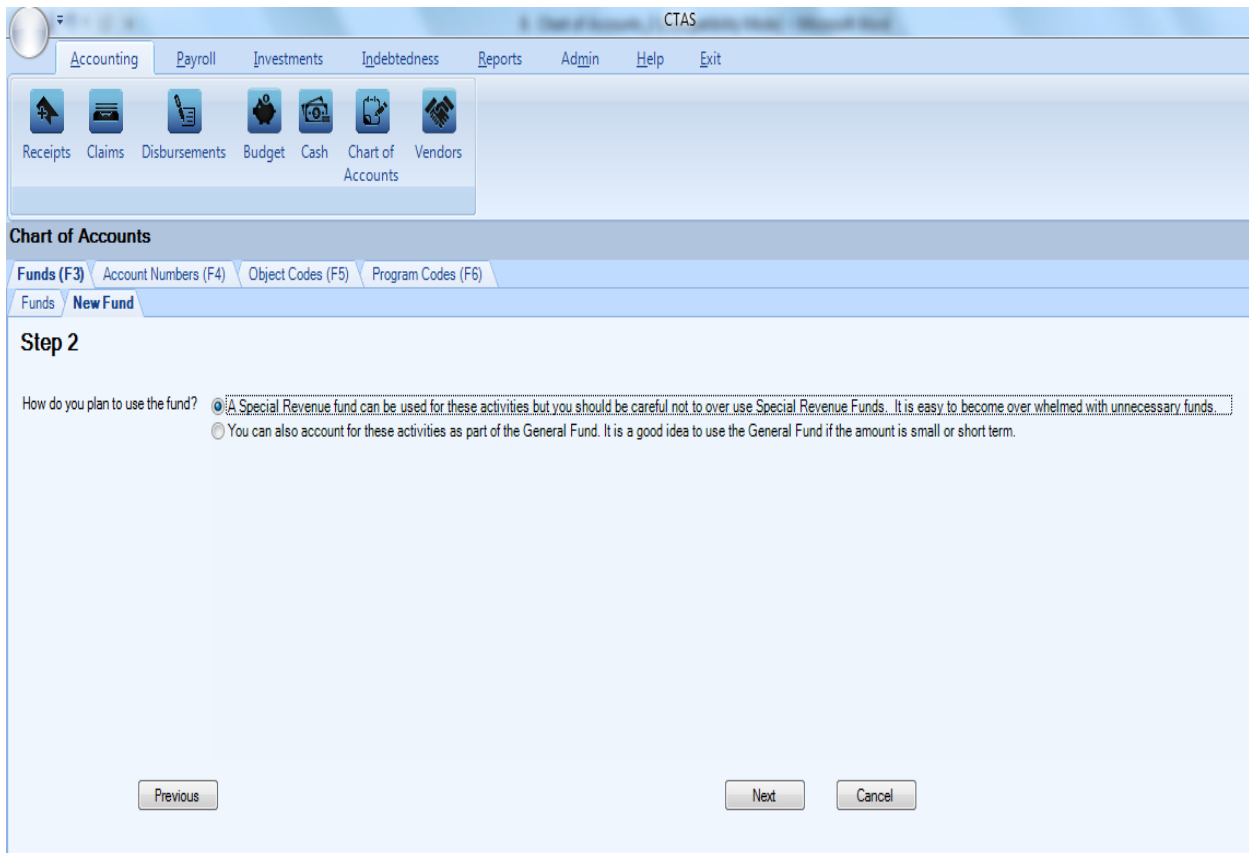 CTAS
Accounting Payroll Investments Indebtedness Reports Admin Help Exit
Receipts Claims Disbursements Budget Cash Chart of Accounts Vendors
Chart of Accounts
Funds (F3) Account Numbers (F4) Object Codes (F5) Program Codes (F6)
Funds New Fund
Step 2
How do you plan to use the fund? A Special Revenue fund can be used for these activities but you should be careful not to over use Special Revenue Funds. It is easy to become over whelmed with unnecessary funds.
You can also account for these activities as part of the General Fund. It is a good idea to use the General Fund if the amount is small or short term.
Previous Next Cancel